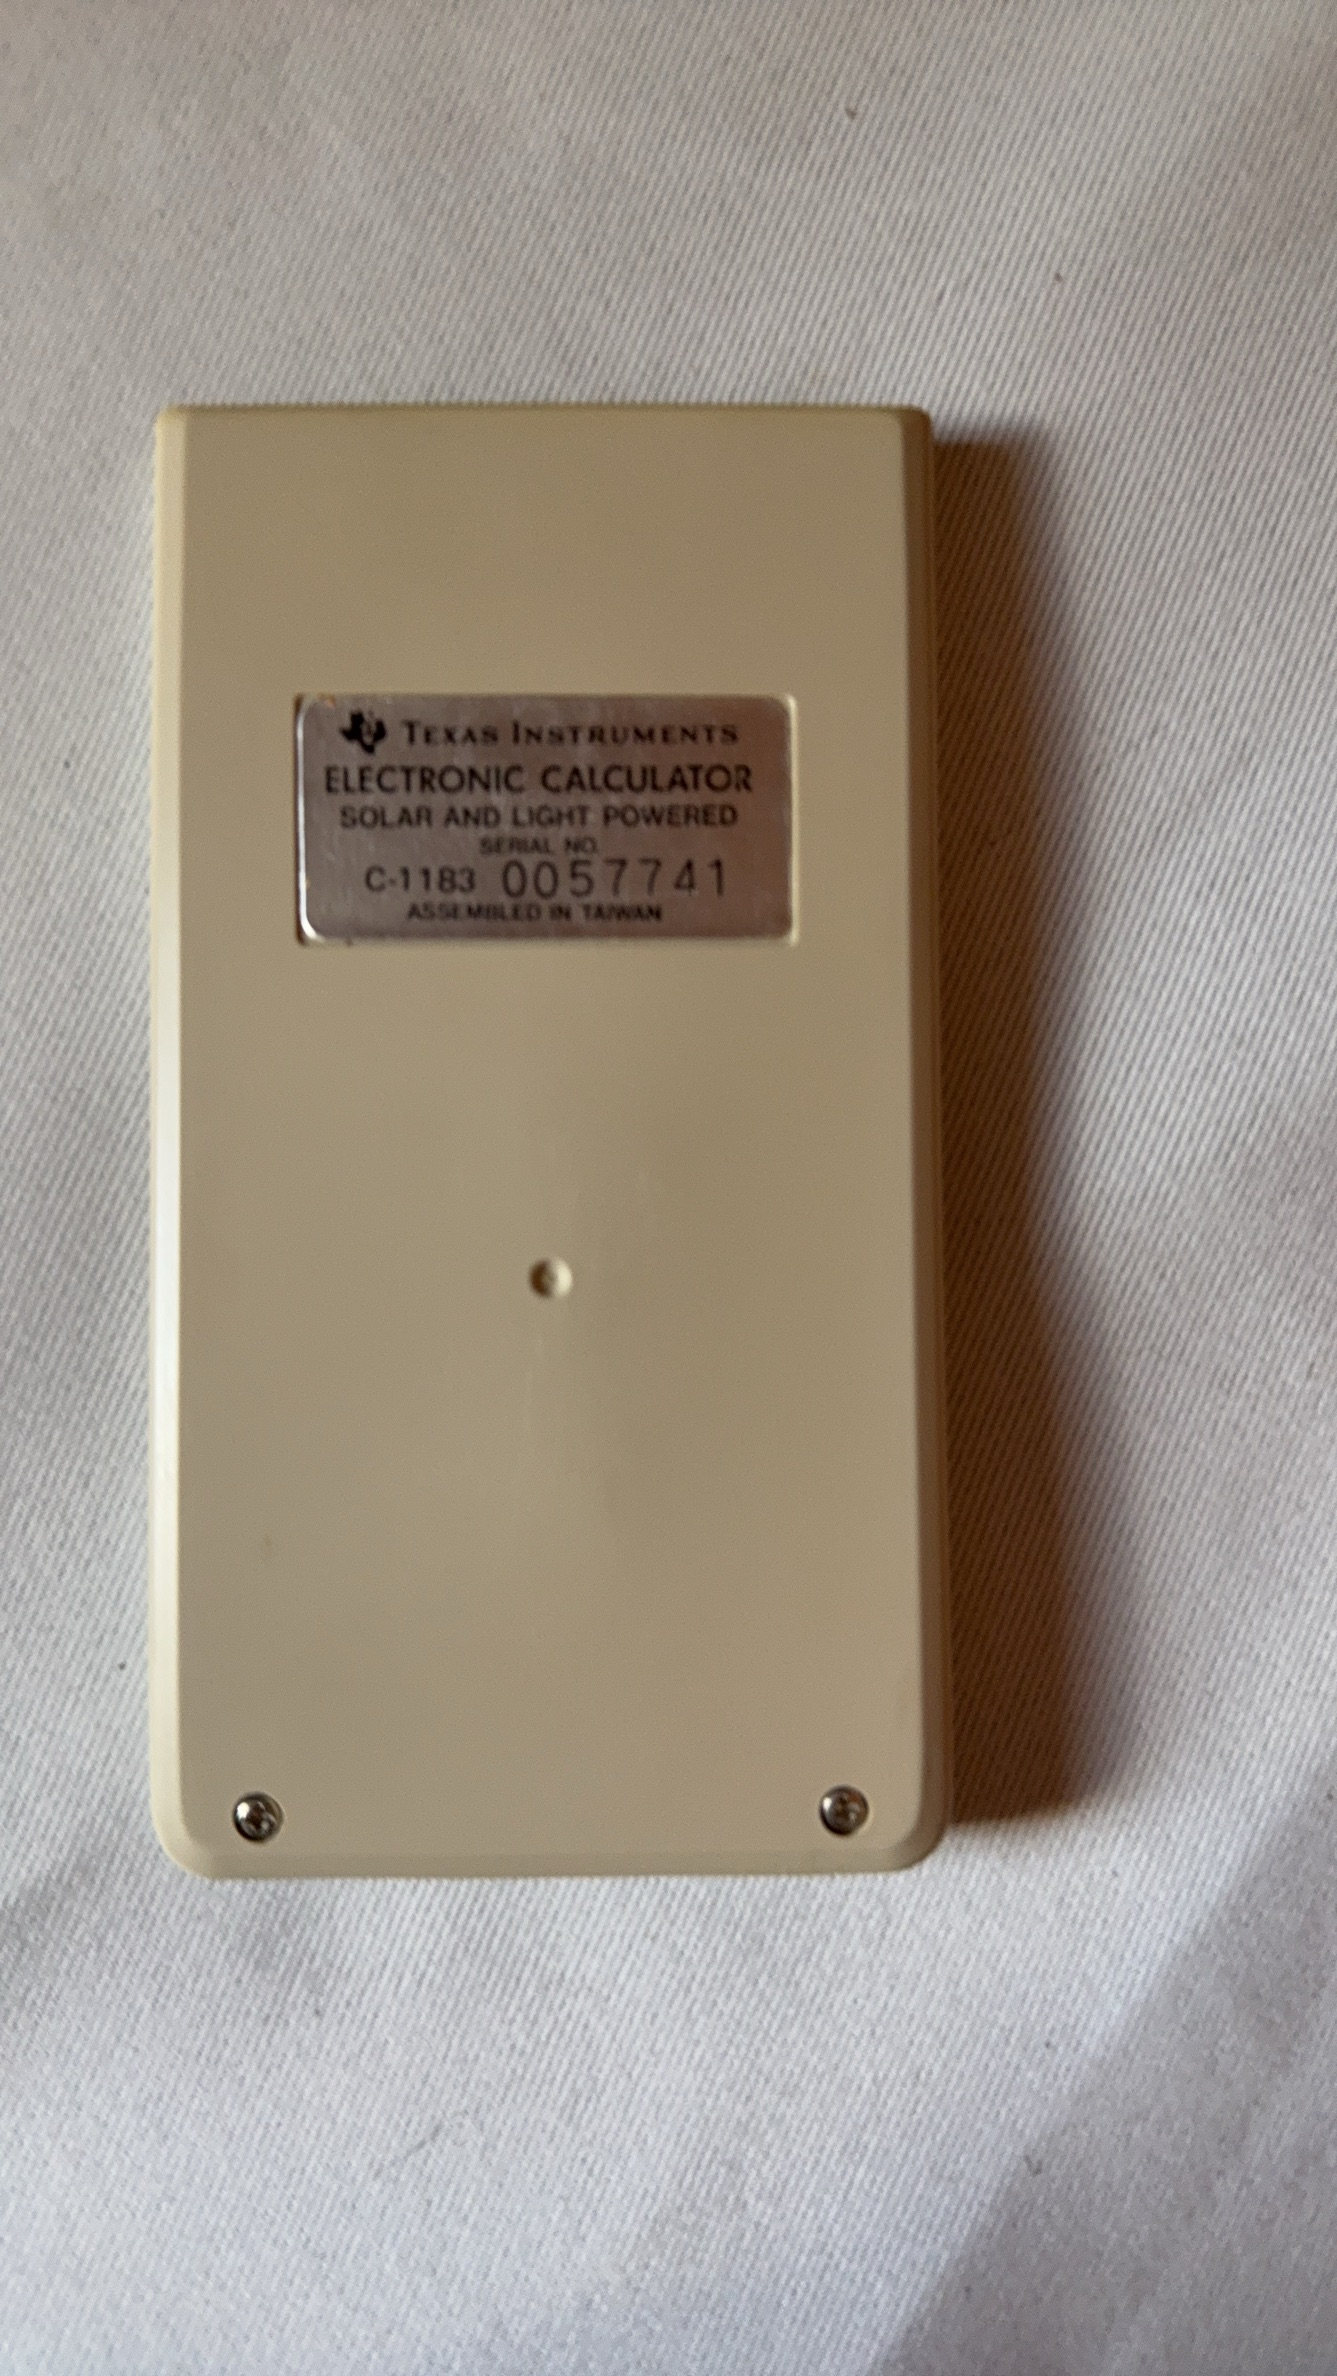 TEXAS INSTRUMENTS
ELECTRONIC CALCULATOR
SOLAR AND LIGHT POWERED
SERIAL NO.
C-1183 0057741
ASSEMBLED IN TAIWAN